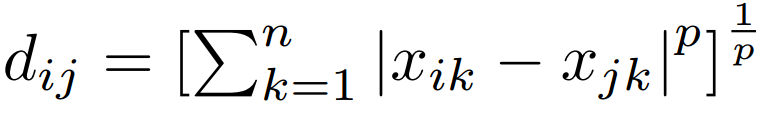 $d_{ij} = [\sum_{k=1}^{n} |x_{ik} - x_{jk}|^p]^{\frac{1}{p}}$